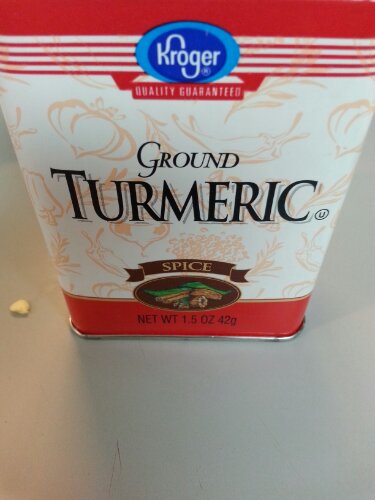 Kroger®
QUALITY GUARANTEED
GROUND
TURMERIC
U
SPICE
NET WT 1.5 OZ 42g